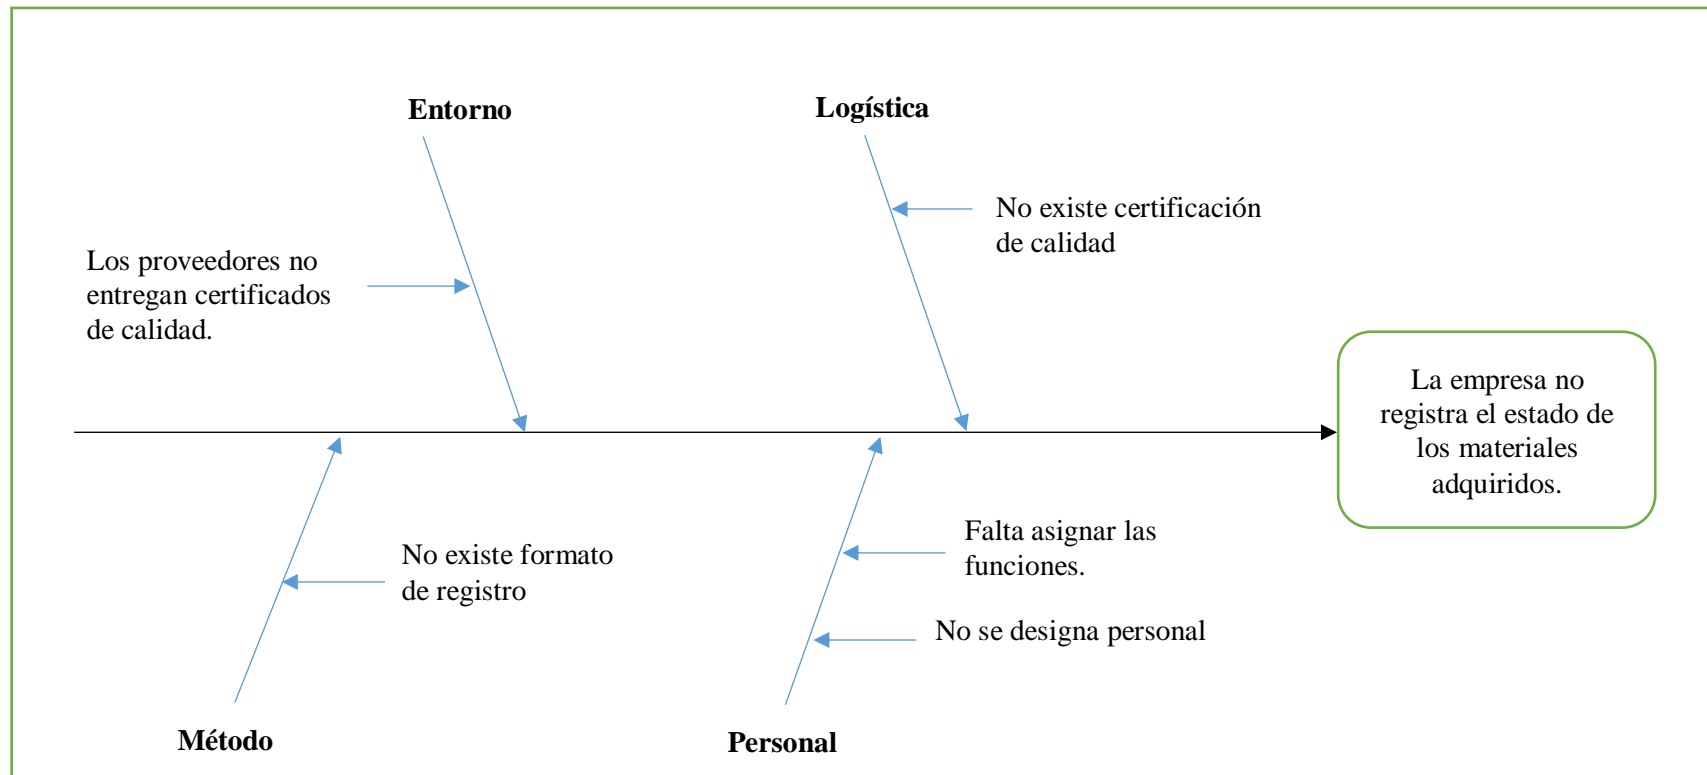 Entorno
Logística
No existe certificación
de calidad
Los proveedores no
entregan certificados
de calidad.
La empresa no
registra el estado de
los materiales
adquiridos.
No existe formato
de registro
Falta asignar las
funciones.
No se designa personal
Método
Personal